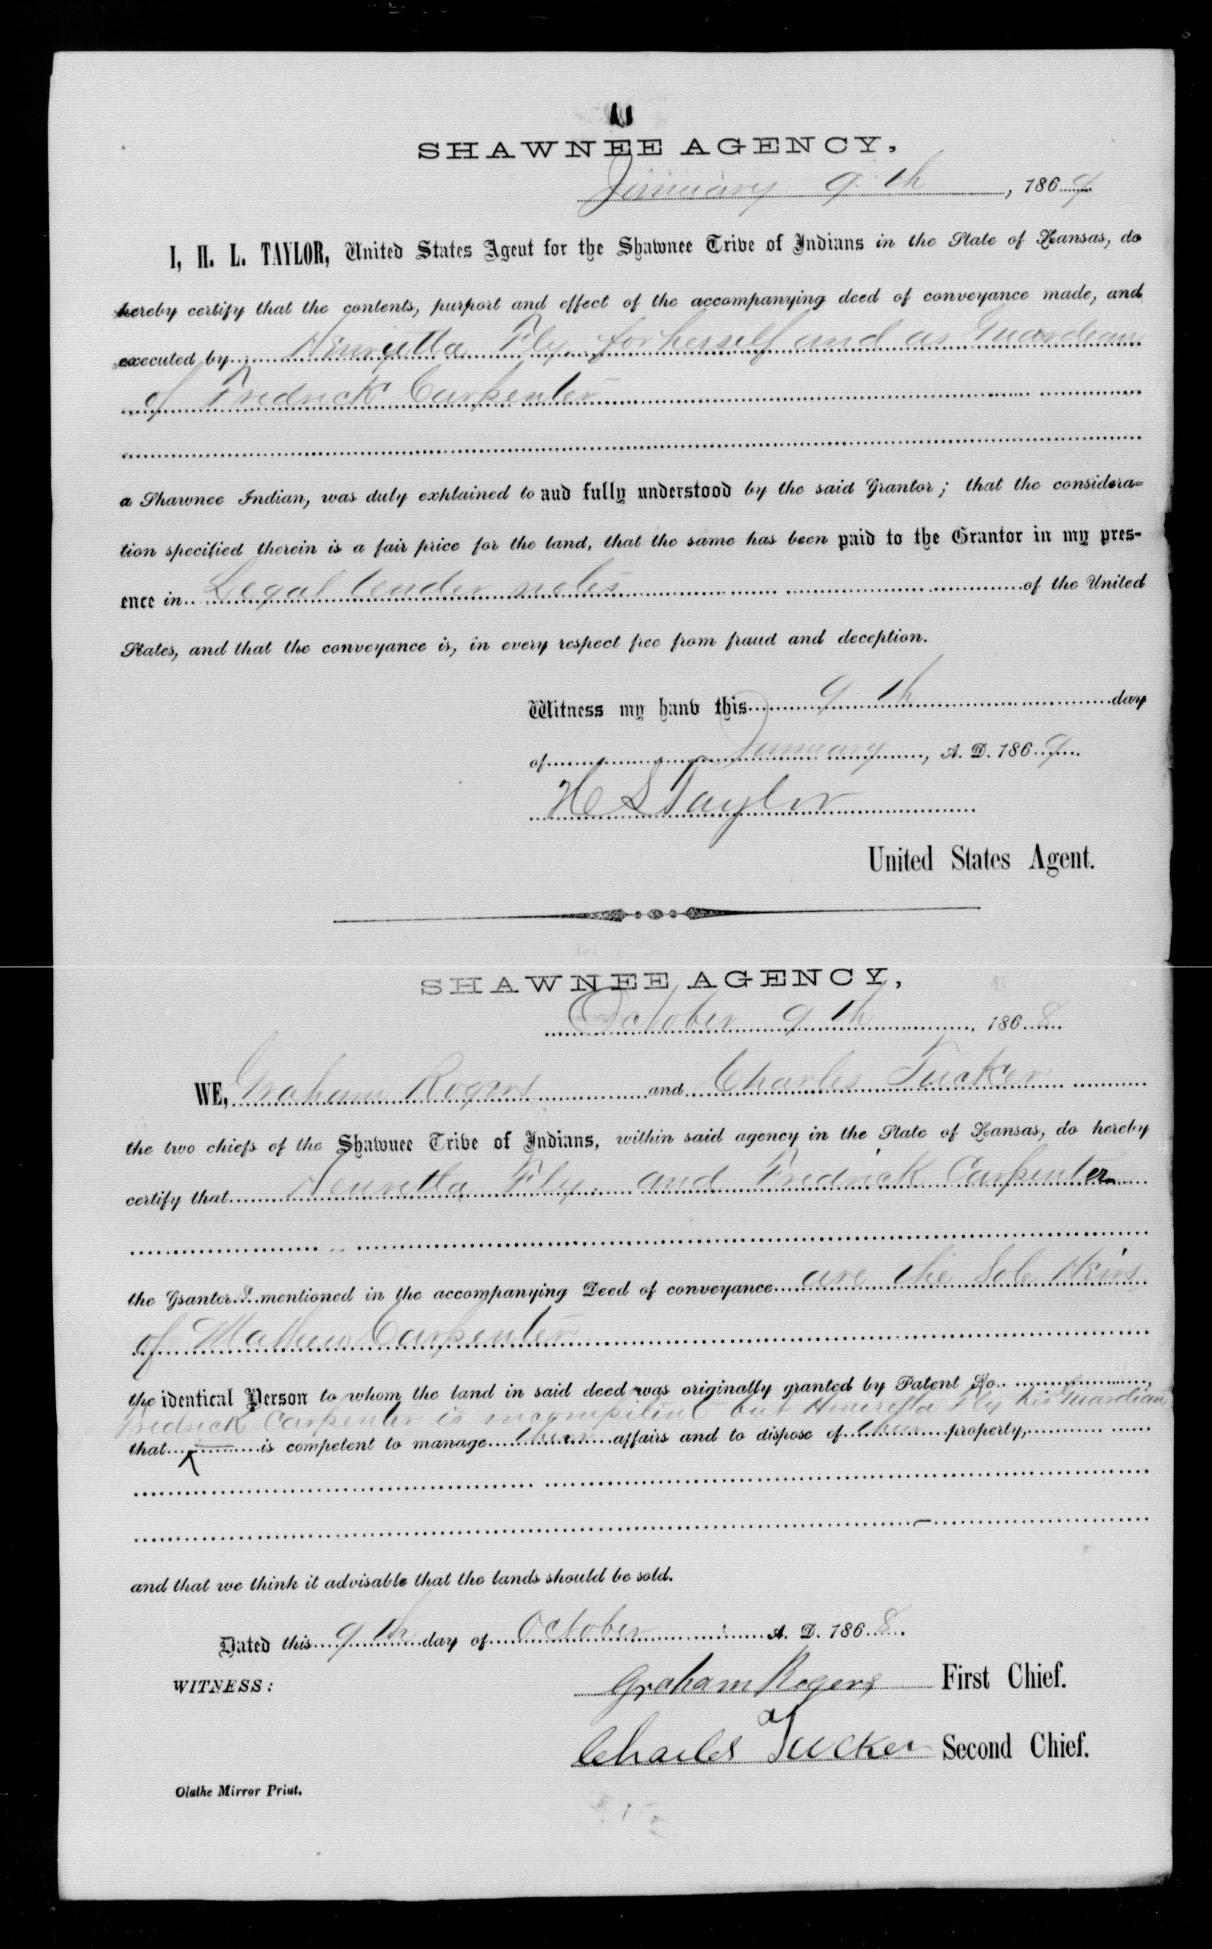 SHAWNEE AGENCY,
January 9th, 1869
I, H. L. TAYLOR, United States Agent for the Shawnee Tribe of Indians in the State of Kansas, do
hereby certify that the contents, purport and effect of the accompanying deed of conveyance made, and
executed by Henrietta Fly, for herself and as Guardian
of Fredrick Carpenter
a Shawnee Indian, was duly explained to and fully understood by the said Grantor; that the considera=
tion specified therein is a fair price for the land, that the same has been paid to the Grantor in my pres-
ence in Legal tender notes of the United
States, and that the conveyance is, in every respect free from fraud and deception.
Witness my hand this 9th day
of January, A. D. 1869
H L Taylor
United States Agent.
SHAWNEE AGENCY,
October 9th, 1868
WE, Graham Rogers and Charles Tucker
the two chiefs of the Shawnee Tribe of Indians, within said agency in the State of Kansas, do hereby
certify that Henrietta Fly and Fredrick Carpenter
the Grantor s mentioned in the accompanying Deed of conveyance are the Sole Heirs
of Mathew Carpenter
the identical Person to whom the land in said deed was originally granted by Patent &c.
Fredrick Carpenter is incompetent but Henrietta Fly his Guardian
that is competent to manage their affairs and to dispose of their property,
and that we think it advisable that the lands should be sold.
Dated this 9th day of October A. D. 1868.
WITNESS:
Graham Rogers First Chief.
Charles Tucker Second Chief.
Olathe Mirror Print.